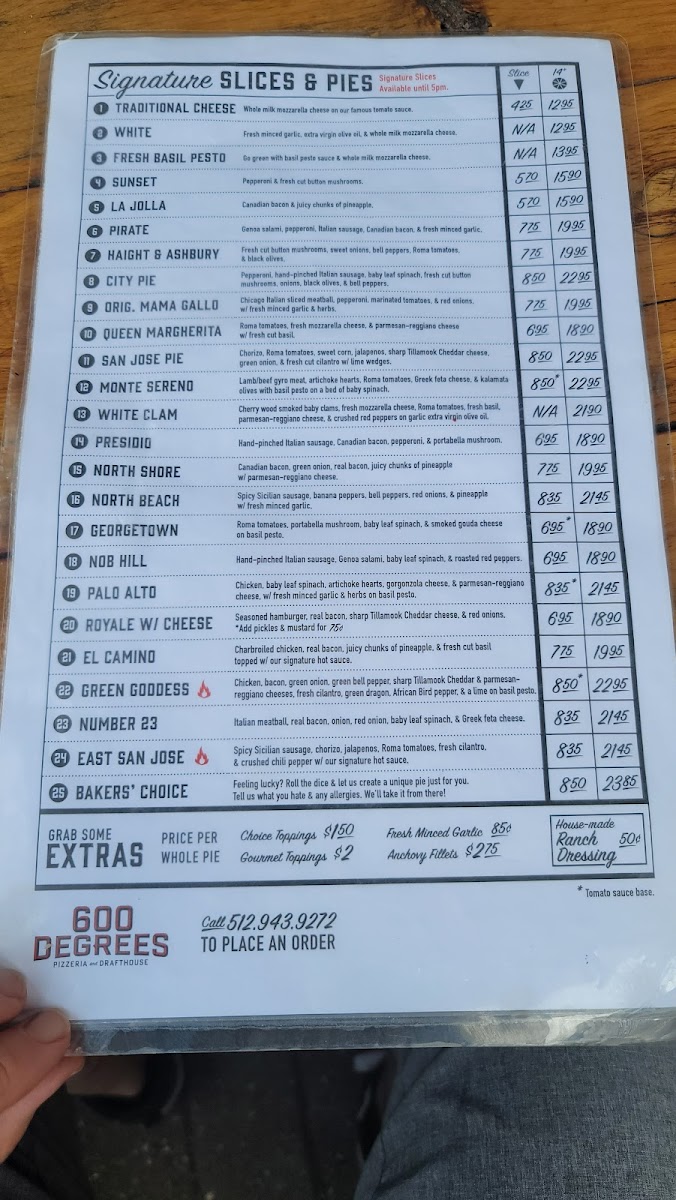 Signature SLICES & PIES Signature Slices Available until 5pm. Slice 14"
1 TRADITIONAL CHEESE Whole milk mozzarella cheese on our famous tomato sauce. 425 1295
2 WHITE Fresh minced garlic, extra virgin olive oil, & whole milk mozzarella cheese. N/A 1295
3 FRESH BASIL PESTO Go green with basil pesto sauce & whole milk mozzarella cheese. N/A 1395
4 SUNSET Pepperoni & fresh cut button mushrooms. 570 1590
5 LA JOLLA Canadian bacon & juicy chunks of pineapple. 570 1590
6 PIRATE Genoa salami, pepperoni, Italian sausage, Canadian bacon, & fresh minced garlic. 775 1995
7 HAIGHT & ASHBURY Fresh cut button mushrooms, sweet onions, bell peppers, Roma tomatoes, 775 1995
& black olives.
8 CITY PIE Pepperoni, hand-pinched Italian sausage, baby leaf spinach, fresh cut button 850 2295
mushrooms, onions, black olives, & bell peppers.
9 ORIG. MAMA GALLO Chicago Italian sliced meatball, pepperoni, marinated tomatoes, & red onions, 775 1995
w/ fresh minced garlic & herbs.
10 QUEEN MARGHERITA Roma tomatoes, fresh mozzarella cheese, & parmesan-reggiano cheese 695 1890
w/ fresh cut basil.
11 SAN JOSE PIE Chorizo, Roma tomatoes, sweet corn, jalapenos, sharp Tillamook Cheddar cheese, 850 2295
green onion, & fresh cut cilantro w/ lime wedges.
12 MONTE SERENO Lamb/beef gyro meat, artichoke hearts, Roma tomatoes, Greek feta cheese, & kalamata 850* 2295
olives with basil pesto on a bed of baby spinach.
13 WHITE CLAM Cherry wood smoked baby clams, fresh mozzarella cheese, Roma tomatoes, fresh basil, N/A 2190
parmesan-reggiano cheese, & crushed red peppers on garlic extra virgin olive oil.
14 PRESIDIO Hand-pinched Italian sausage, Canadian bacon, pepperoni, & portabella mushroom. 695 1890
15 NORTH SHORE Canadian bacon, green onion, real bacon, juicy chunks of pineapple 775 1995
w/ parmesan-reggiano cheese.
16 NORTH BEACH Spicy Sicilian sausage, banana peppers, bell peppers, red onions, & pineapple 835 2145
w/ fresh minced garlic.
17 GEORGETOWN Roma tomatoes, portabella mushroom, baby leaf spinach, & smoked gouda cheese 695* 1890
on basil pesto.
18 NOB HILL Hand-pinched Italian sausage, Genoa salami, baby leaf spinach, & roasted red peppers. 695 1890
19 PALO ALTO Chicken, baby leaf spinach, artichoke hearts, gorgonzola cheese, & parmesan-reggiano 835* 2145
cheese, w/ fresh minced garlic & herbs on basil pesto.
20 ROYALE W/ CHEESE Seasoned hamburger, real bacon, sharp Tillamook Cheddar cheese, & red onions. 695 1890
*Add pickles & mustard for 75¢
21 EL CAMINO Charbroiled chicken, real bacon, juicy chunks of pineapple, & fresh cut basil 775 1995
topped w/ our signature hot sauce.
22 GREEN GODDESS Chicken, bacon, green onion, green bell pepper, sharp Tillamook Cheddar & parmesan- 850* 2295
reggiano cheeses, fresh cilantro, green dragon, African Bird pepper, & a lime on basil pesto.
23 NUMBER 23 Italian meatball, real bacon, onion, red onion, baby leaf spinach, & Greek feta cheese. 835 2145
24 EAST SAN JOSE Spicy Sicilian sausage, chorizo, jalapenos, Roma tomatoes, fresh cilantro, 835 2145
& crushed chili pepper w/ our signature hot sauce.
25 BAKERS' CHOICE Feeling lucky? Roll the dice & let us create a unique pie just for you. 850 2385
Tell us what you hate & any allergies. We'll take it from there!
GRAB SOME EXTRAS
PRICE PER WHOLE PIE
Choice Toppings $1.50
Gourmet Toppings $2
Fresh Minced Garlic 85¢
Anchovy Fillets $2.75
House-made
Ranch 50¢
Dressing
* Tomato sauce base.
600
DEGREES
PIZZERIA and DRAFTHOUSE
Call 512.943.9272
TO PLACE AN ORDER